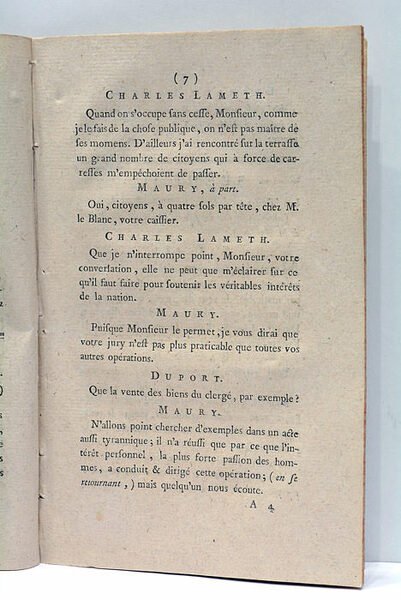 ( 7 )
CHARLES LAMETH.
Quand on s'occupe sans cesse, Monsieur, comme
je le fais de la chose publique, on n'est pas maître de
ses momens. D'ailleurs j'ai rencontré sur la terrasse
un grand nombre de citoyens qui à force de car-
resses m'empéchoient de passer.
MAURY, à part.
Oui, citoyens, à quatre sols par tête, chez M.
le Blanc, votre caissier.
CHARLES LAMETH.
Que je n'interrompe point, Monsieur, votre
conversation, elle ne peut que m'éclairer sur ce
qu'il faut faire pour soutenir les véritables intérêts
de la nation.
MAURY.
Puisque Monsieur le permet, je vous dirai que
votre jury n'est pas plus praticable que toutes vos
autres opérations.
DUPORT.
Que la vente des biens du clergé, par exemple?
MAURY.
N'allons point chercher d'exemples dans un acte
aussi tyrannique; il n'a réussi que par ce que l'in-
térêt personnel, la plus forte passion des hom-
mes, a conduit & dirigé cette opération; (en se
retournant,) mais quelqu'un nous écoute.
A 4